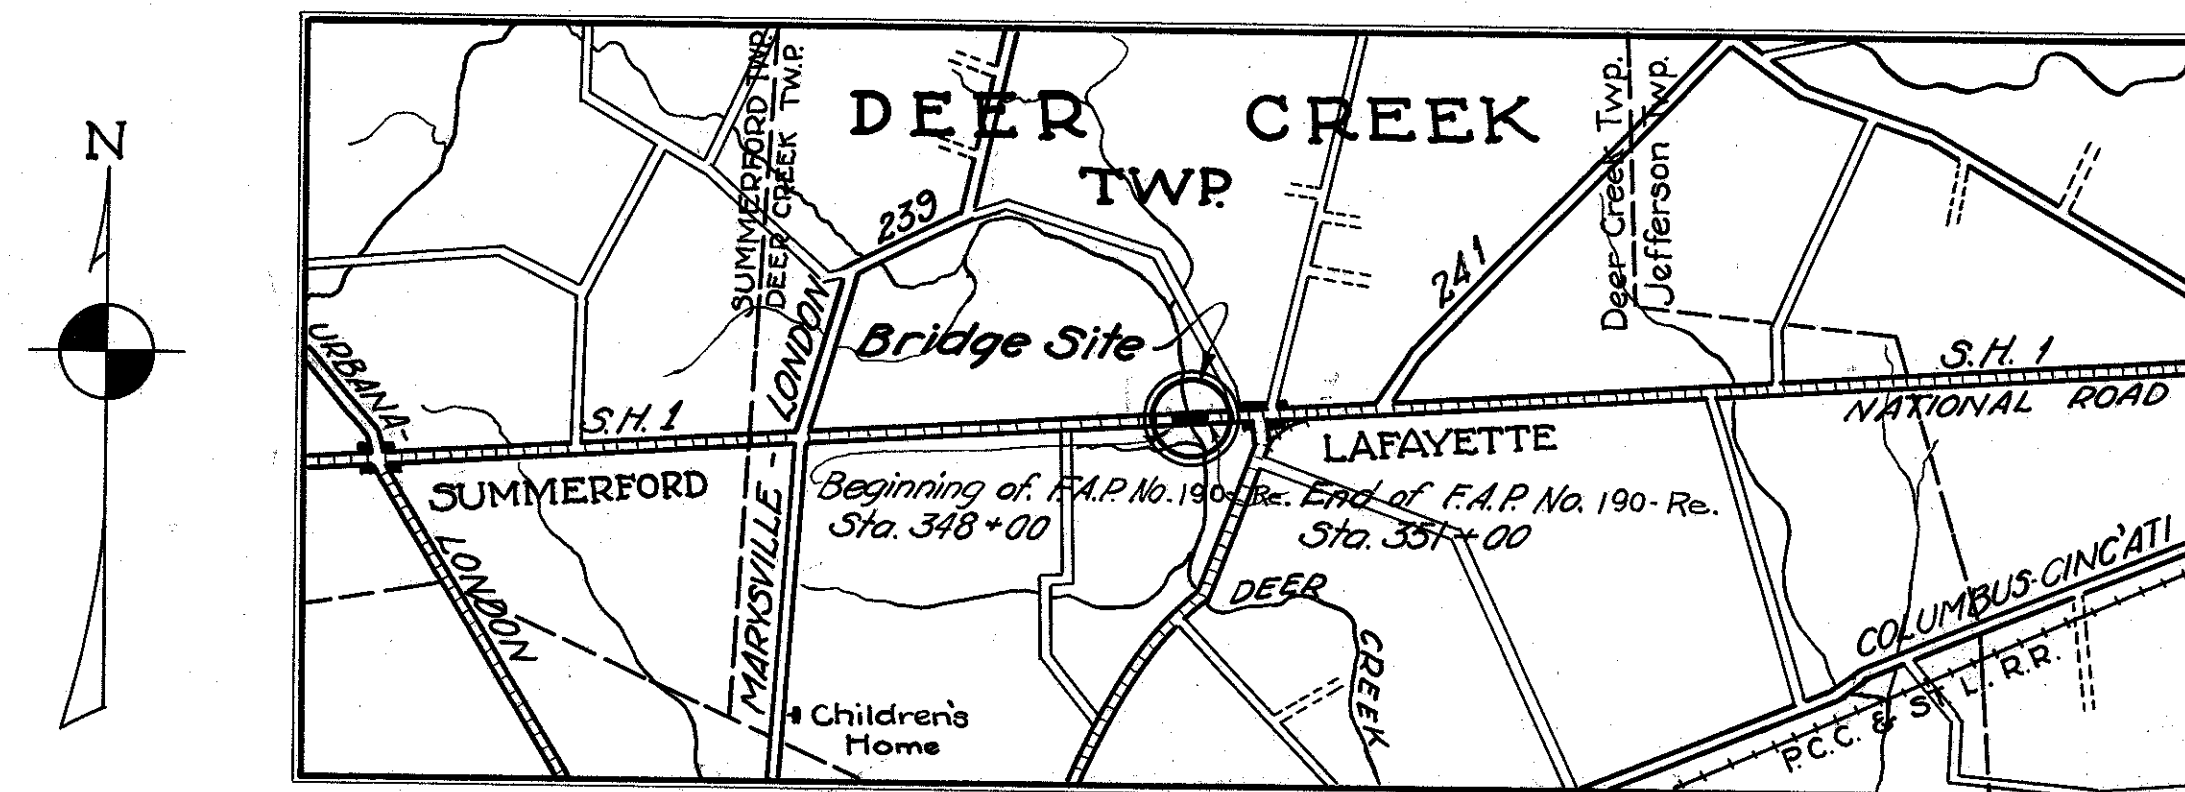 N
SUMMERFORD TWP.
DEER CREEK TWP.
DEER CREEK
TWP.
Deer Creek Twp.
Jefferson Twp.
239
241
URBANA-
LONDON
MARYSVILLE - LONDON
Bridge Site
S.H. 1
S.H. 1
NATIONAL ROAD
SUMMERFORD
LAFAYETTE
Beginning of F.A.P. No. 190-Re.
Sta. 348+00
End of F.A.P. No. 190-Re.
Sta. 351+00
DEER
CREEK
COLUMBUS-CINC'ATI
P.C.C. & ST L. R.R.
Children's
Home